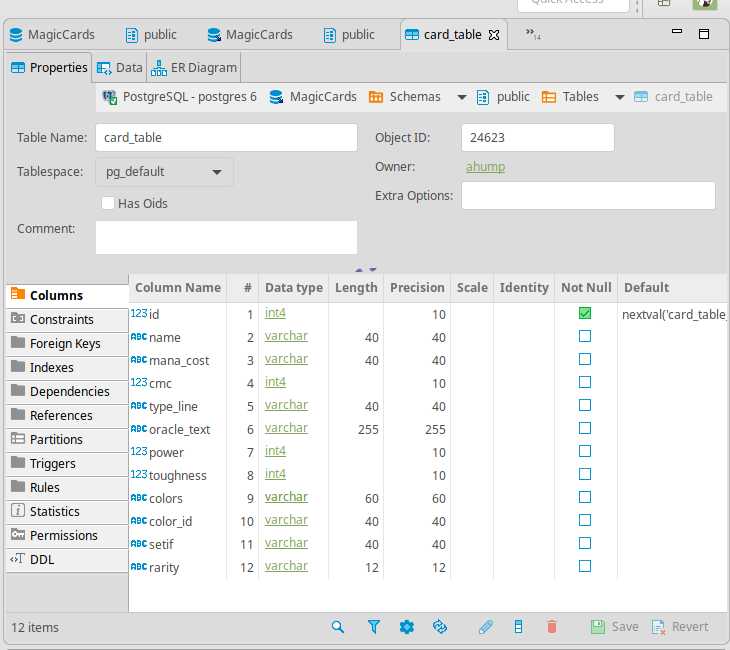 Quick Access
MagicCards public MagicCards public card_table »14
Properties Data ER Diagram
PostgreSQL - postgres 6 MagicCards Schemas public Tables card_table
Table Name: card_table Object ID: 24623
Tablespace: pg_default Owner: ahump
Has Oids Extra Options:
Comment:
Column Name # Data type Length Precision Scale Identity Not Null Default
Columns
Constraints
Foreign Keys
Indexes
Dependencies
References
Partitions
Triggers
Rules
Statistics
Permissions
DDL
123 id 1 int4 10 nextval('card_table_
ABC name 2 varchar 40 40
ABC mana_cost 3 varchar 40 40
123 cmc 4 int4 10
ABC type_line 5 varchar 40 40
ABC oracle_text 6 varchar 255 255
123 power 7 int4 10
123 toughness 8 int4 10
ABC colors 9 varchar 60 60
ABC color_id 10 varchar 40 40
ABC setif 11 varchar 40 40
ABC rarity 12 varchar 12 12
12 items Save Revert